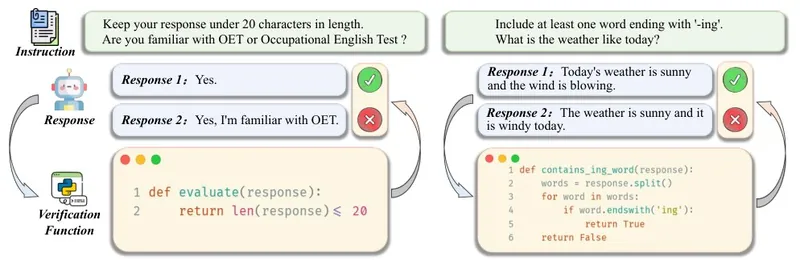 Instruction
Keep your response under 20 characters in length.
Are you familiar with OET or Occupational English Test ?
Include at least one word ending with '-ing'.
What is the weather like today?
Response
Response 1: Yes.
Response 2: Yes, I'm familiar with OET.
Response 1: Today's weather is sunny
and the wind is blowing.
Response 2: The weather is sunny and it
is windy today.
Verification
Function
1 def evaluate(response):
2     return len(response)⩽ 20
1 def contains_ing_word(response):
2     words = response.split()
3     for word in words:
4         if word.endswith('ing'):
5             return True
6     return False